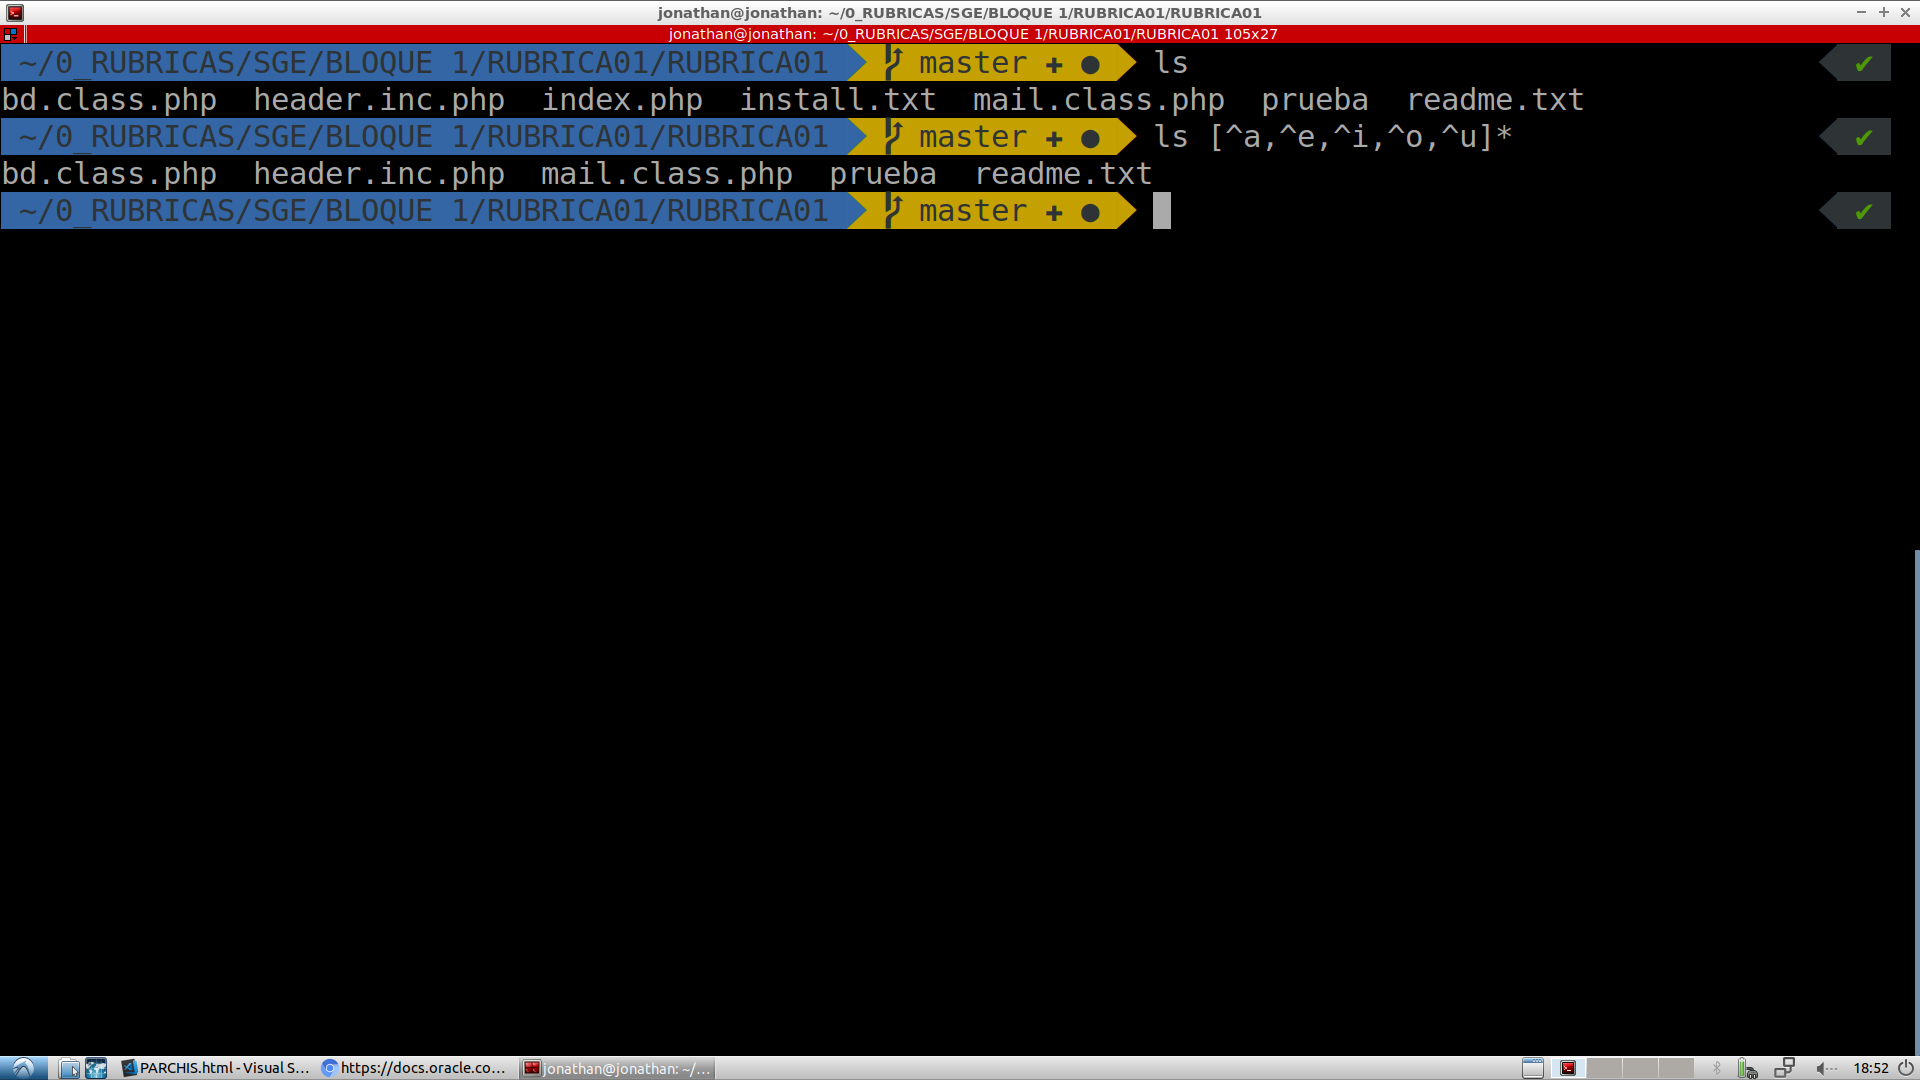 jonathan@jonathan: ~/0_RUBRICAS/SGE/BLOQUE 1/RUBRICA01/RUBRICA01
jonathan@jonathan: ~/0_RUBRICAS/SGE/BLOQUE 1/RUBRICA01/RUBRICA01 105x27
~/0_RUBRICAS/SGE/BLOQUE 1/RUBRICA01/RUBRICA01 master ✚ ● ls ✔
bd.class.php header.inc.php index.php install.txt mail.class.php prueba readme.txt
~/0_RUBRICAS/SGE/BLOQUE 1/RUBRICA01/RUBRICA01 master ✚ ● ls [^a,^e,^i,^o,^u]* ✔
bd.class.php header.inc.php mail.class.php prueba readme.txt
~/0_RUBRICAS/SGE/BLOQUE 1/RUBRICA01/RUBRICA01 master ✚ ● ✔
PARCHIS.html - Visual S... https://docs.oracle.co... jonathan@jonathan: ~/... 18:52